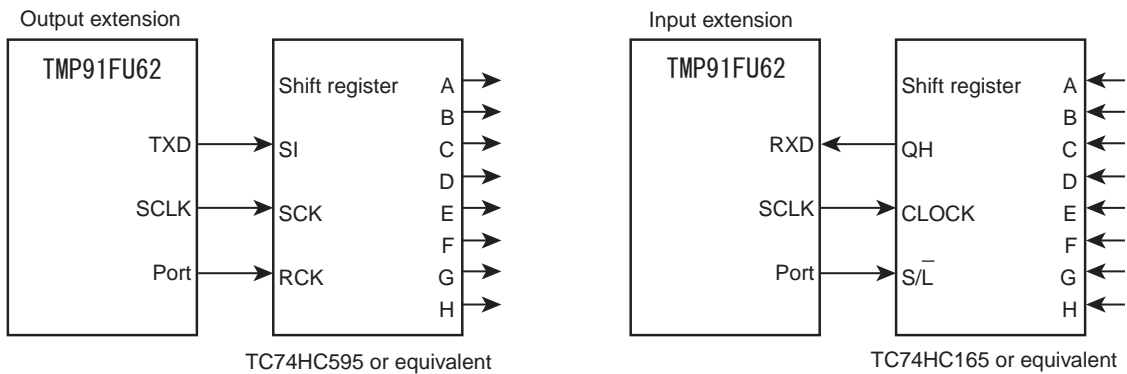 Output extension
TMP91FU62
TXD
SCLK
Port
Shift register
SI
SCK
RCK
A
B
C
D
E
F
G
H
TC74HC595 or equivalent
Input extension
TMP91FU62
RXD
SCLK
Port
Shift register
QH
CLOCK
S/L̅
A
B
C
D
E
F
G
H
TC74HC165 or equivalent